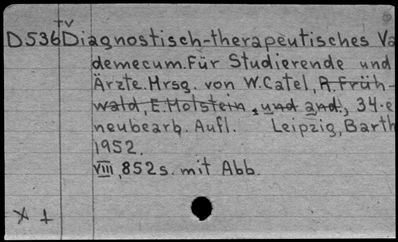 TV
D536 Diagnostisch-therapeutisches Va
demecum. Für Studierende und
Ärzte. Hrsg. von W. Catel, R. Früh-
wald, E. Holstein, und and., 34. e
neubearb. Aufl. Leipzig, Barth
1952.
VIII, 852 s. mit Abb.